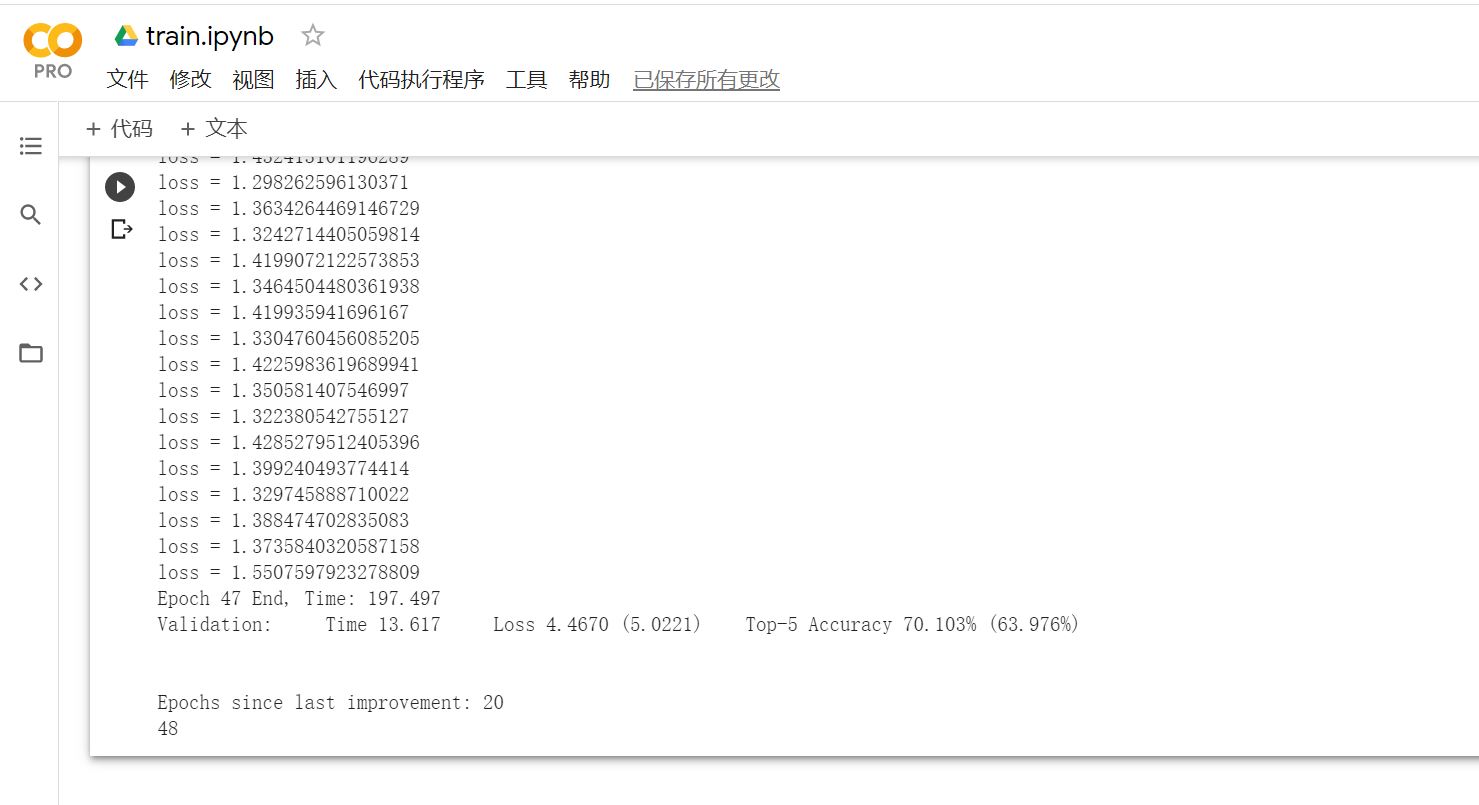 PRO
train.ipynb
文件 修改 视图 插入 代码执行程序 工具 帮助 已保存所有更改
+ 代码 + 文本
loss = 1.432413101196289
loss = 1.298262596130371
loss = 1.3634264469146729
loss = 1.3242714405059814
loss = 1.4199072122573853
loss = 1.3464504480361938
loss = 1.419935941696167
loss = 1.3304760456085205
loss = 1.4225983619689941
loss = 1.350581407546997
loss = 1.322380542755127
loss = 1.4285279512405396
loss = 1.399240493774414
loss = 1.329745888710022
loss = 1.388474702835083
loss = 1.3735840320587158
loss = 1.5507597923278809
Epoch 47 End, Time: 197.497
Validation: Time 13.617 Loss 4.4670 (5.0221) Top-5 Accuracy 70.103% (63.976%)
Epochs since last improvement: 20
48